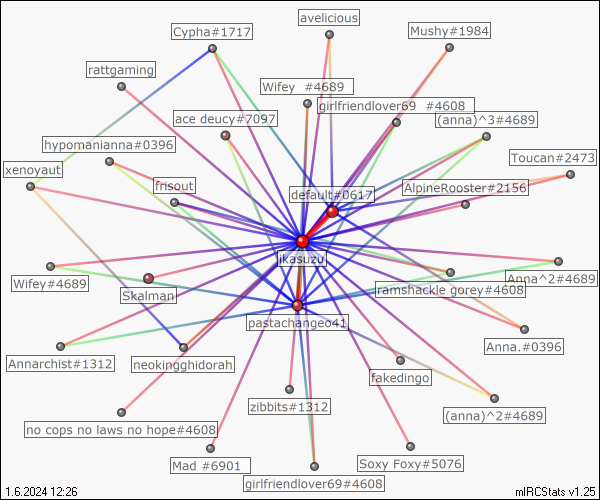 avelicious
Cypha#1717
Mushy#1984
rattgaming
Wifey  #4689
girlfriendlover69  #4608
ace deucy#7097
(anna)^3#4689
hypomanianna#0396
Toucan#2473
xenoyaut
frisout
default#0617
AlpineRooster#2156
ikasuzu
Wifey#4689
Skalman
ramshackle gorey#4608
Anna^2#4689
pastachangeo41
Annarchist#1312
neokingghidorah
Anna.#0396
fakedingo
zibbits#1312
(anna)^2#4689
no cops no laws no hope#4608
Mad #6901
Soxy Foxy#5076
girlfriendlover69#4608
1.6.2024 12:26
mIRCStats v1.25